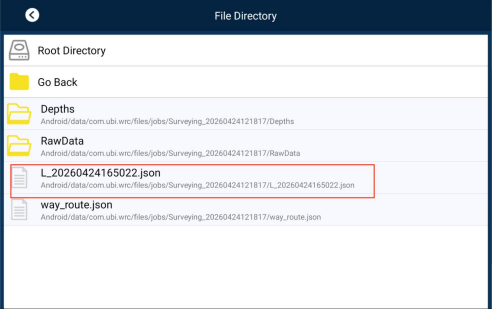 File Directory
Root Directory
Go Back
Depths
Android/data/com.ubi.wrc/files/jobs/Surveying_20260424121817/Depths
RawData
Android/data/com.ubi.wrc/files/jobs/Surveying_20260424121817/RawData
L_20260424165022.json
Android/data/com.ubi.wrc/files/jobs/Surveying_20260424121817/L_20260424165022.json
way_route.json
Android/data/com.ubi.wrc/files/jobs/Surveying_20260424121817/way_route.json